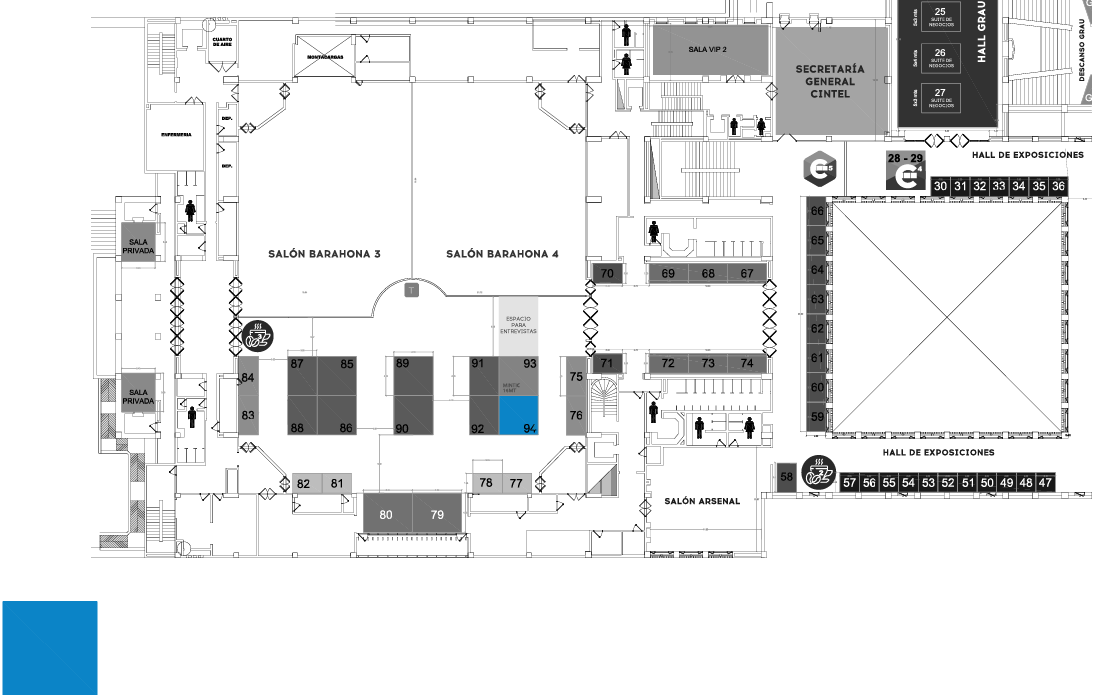 25
SUITE DE
NEGOCIOS
26
SUITE DE
NEGOCIOS
27
SUITE DE
NEGOCIOS
HALL GRAU
DESCANSO GRAU
CUARTO
DE AIRE
MONTACARGAS
SALA VIP 2
SECRETARÍA
GENERAL
CINTEL
ENFERMERIA
DEP.
DEP.
28 - 29
HALL DE EXPOSICIONES
30 31 32 33 34 35 36
SALA
PRIVADA
SALÓN BARAHONA 3
SALÓN BARAHONA 4
66
65
64
63
62
61
60
59
70
69 68 67
T
ESPACIO
PARA
ENTREVISTAS
71
72 73 74
84
83
87 85
88 86
89
90
91 93
92 94
75
76
SALA
PRIVADA
82 81
78 77
80 79
SALÓN ARSENAL
HALL DE EXPOSICIONES
58
57 56 55 54 53 52 51 50 49 48 47